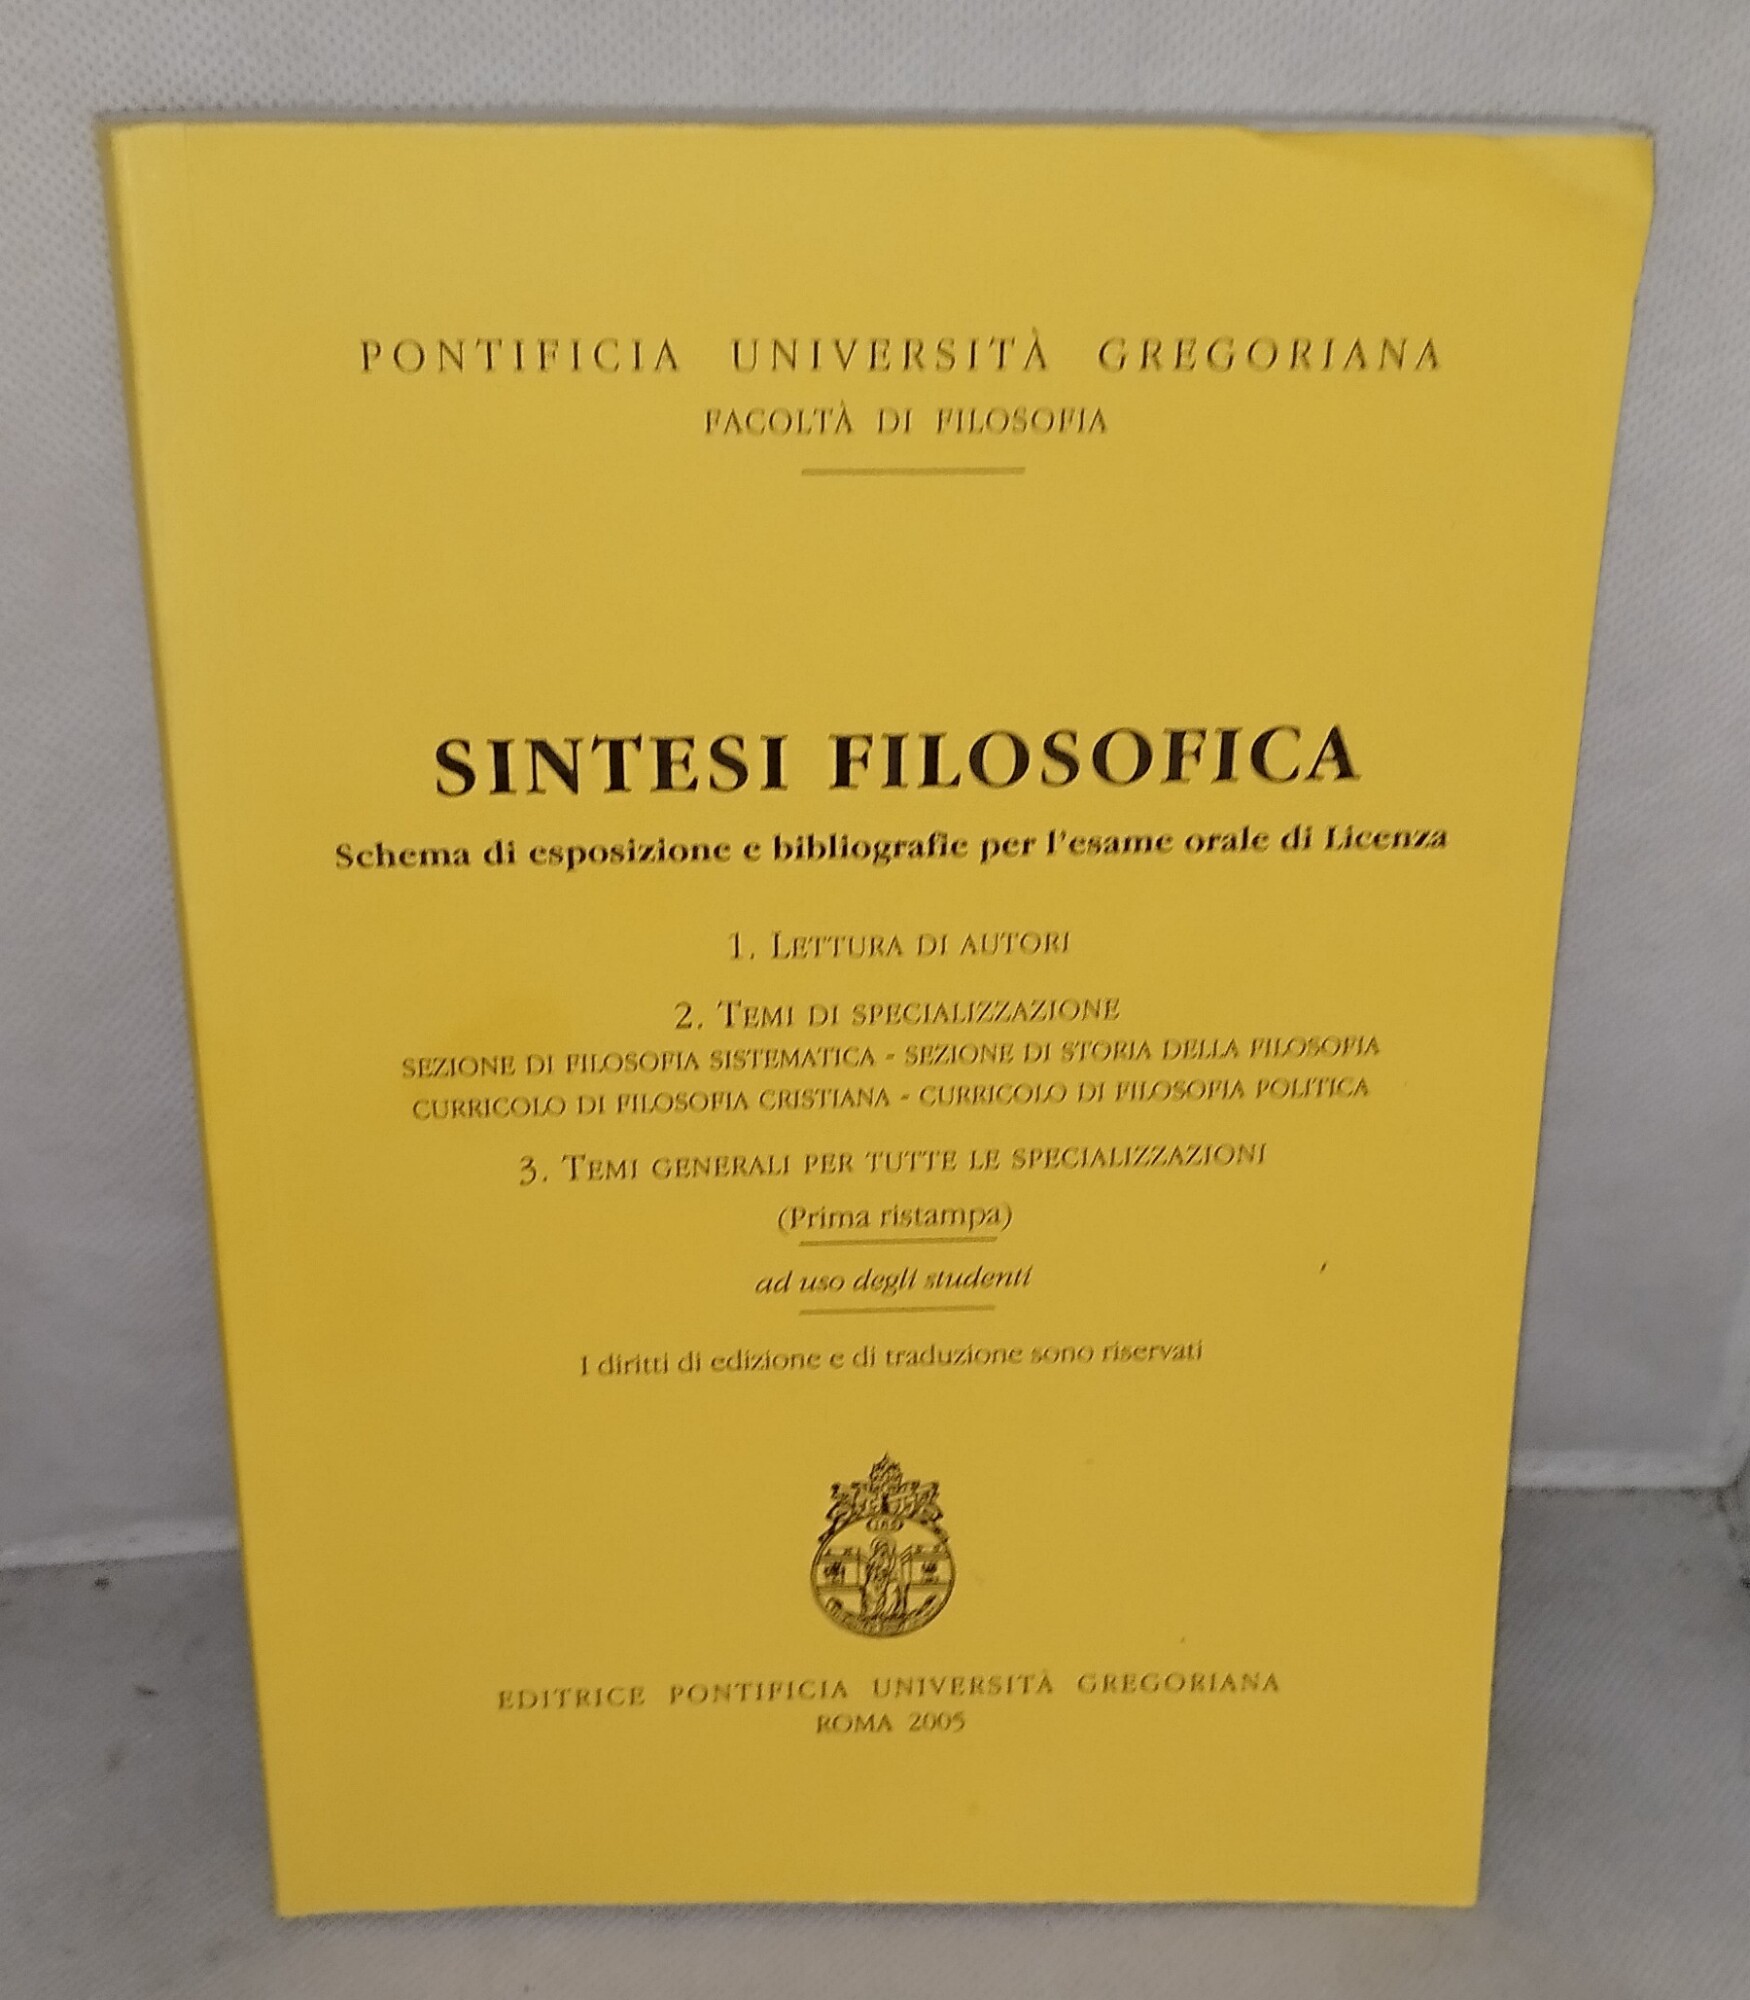 PONTIFICIA UNIVERSITÀ GREGORIANA
FACOLTÀ DI FILOSOFIA
SINTESI FILOSOFICA
Schema di esposizione e bibliografie per l'esame orale di Licenza
1. LETTURA DI AUTORI
2. TEMI DI SPECIALIZZAZIONE
SEZIONE DI FILOSOFIA SISTEMATICA - SEZIONE DI STORIA DELLA FILOSOFIA
CURRICOLO DI FILOSOFIA CRISTIANA - CURRICOLO DI FILOSOFIA POLITICA
3. TEMI GENERALI PER TUTTE LE SPECIALIZZAZIONI
(Prima ristampa)
ad uso degli studenti
I diritti di edizione e di traduzione sono riservati
EDITRICE PONTIFICIA UNIVERSITÀ GREGORIANA
ROMA 2005